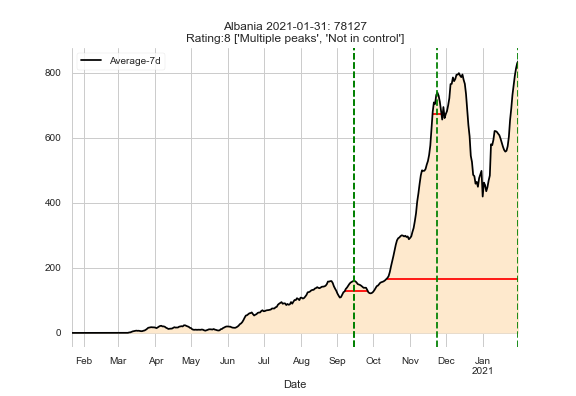 Albania 2021-01-31: 78127
Rating:8 ['Multiple peaks', 'Not in control']
Average-7d
800
600
400
200
0
Feb Mar Apr May Jun Jul Aug Sep Oct Nov Dec Jan
2021
Date